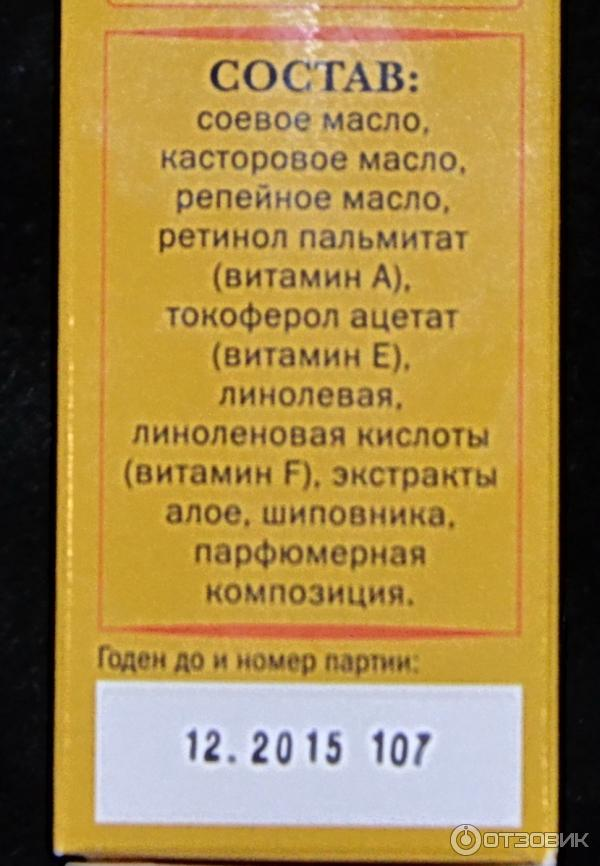 СОСТАВ:
соевое масло,
касторовое масло,
репейное масло,
ретинол пальмитат
(витамин А),
токоферол ацетат
(витамин Е),
линолевая,
линоленовая кислоты
(витамин F), экстракты
алое, шиповника,
парфюмерная
композиция.
Годен до и номер партии:
12.2015 107
ОТЗОВИК